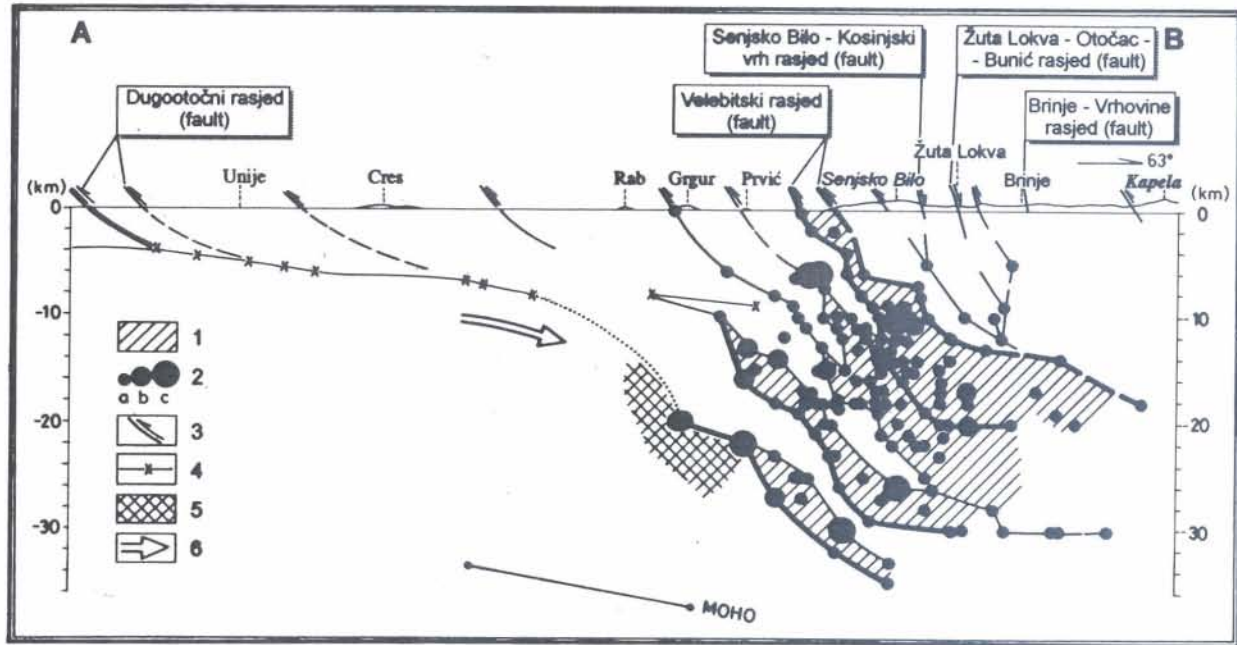 A
B
Dugootočni rasjed
(fault)
Senjsko Bilo - Kosinjski
vrh rasjed (fault)
Velebitski rasjed
(fault)
Žuta Lokva - Otočac -
- Bunić rasjed (fault)
Brinje - Vrhovine
rasjed (fault)
Žuta Lokva
63°
(km)
Unije
Cres
Rab
Grgur
Prvić
Senjsko Bilo
Brinje
Kapela
(km)
0
-10
-20
-30
0
10
20
30
1
a b c
2
3
4
5
6
MOHO